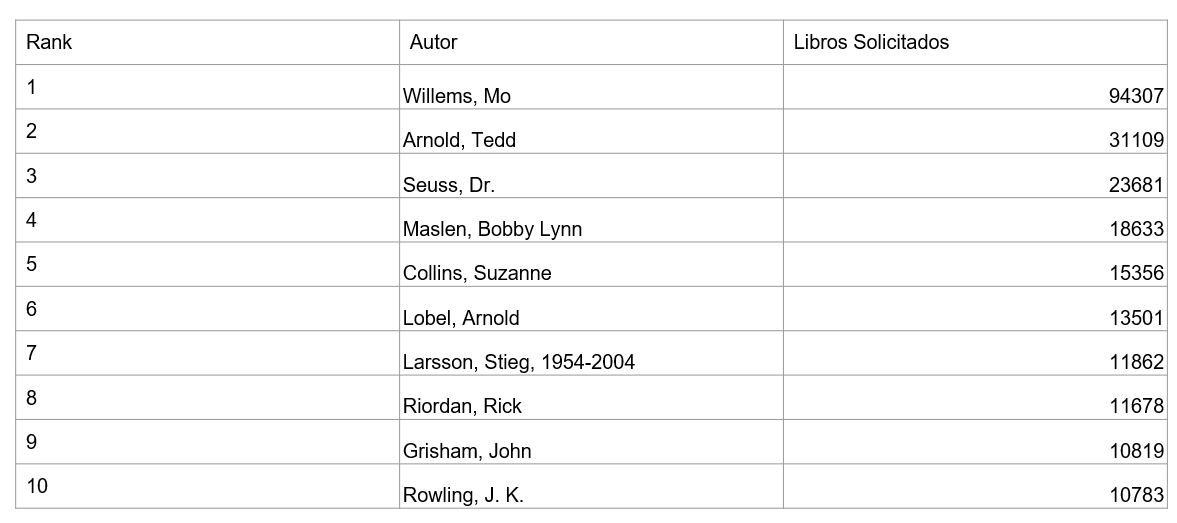 Rank Autor Libros Solicitados
1 Willems, Mo 94307
2 Arnold, Tedd 31109
3 Seuss, Dr. 23681
4 Maslen, Bobby Lynn 18633
5 Collins, Suzanne 15356
6 Lobel, Arnold 13501
7 Larsson, Stieg, 1954-2004 11862
8 Riordan, Rick 11678
9 Grisham, John 10819
10 Rowling, J. K. 10783